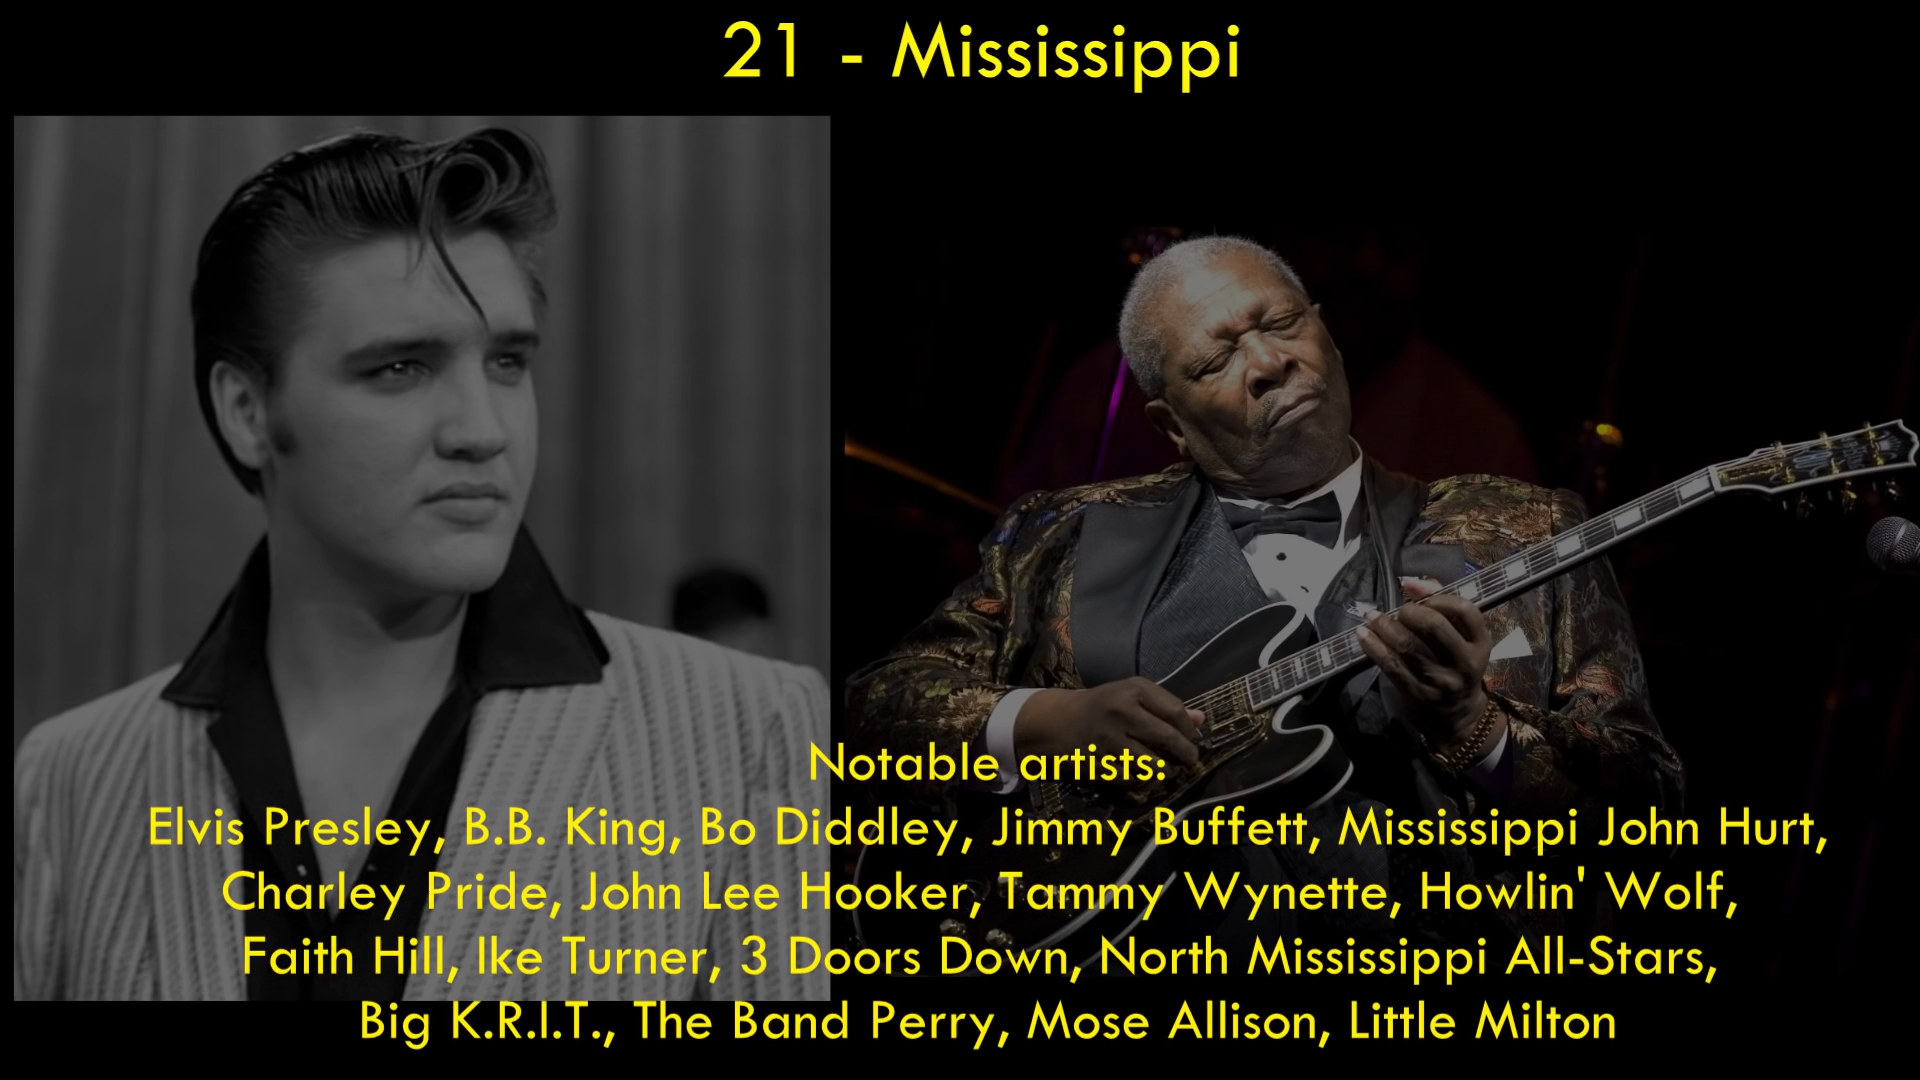 21 - Mississippi
Notable artists:
Elvis Presley, B.B. King, Bo Diddley, Jimmy Buffett, Mississippi John Hurt,
Charley Pride, John Lee Hooker, Tammy Wynette, Howlin' Wolf,
Faith Hill, Ike Turner, 3 Doors Down, North Mississippi All-Stars,
Big K.R.I.T., The Band Perry, Mose Allison, Little Milton